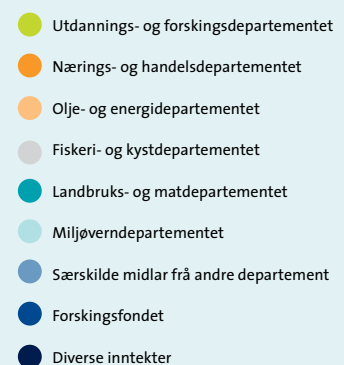 Utdannings- og forskingsdepartementet
Nærings- og handelsdepartementet
Olje- og energidepartementet
Fiskeri- og kystdepartementet
Landbruks- og matdepartementet
Miljøverndepartementet
Særskilde midlar frå andre departement
Forskingsfondet
Diverse inntekter